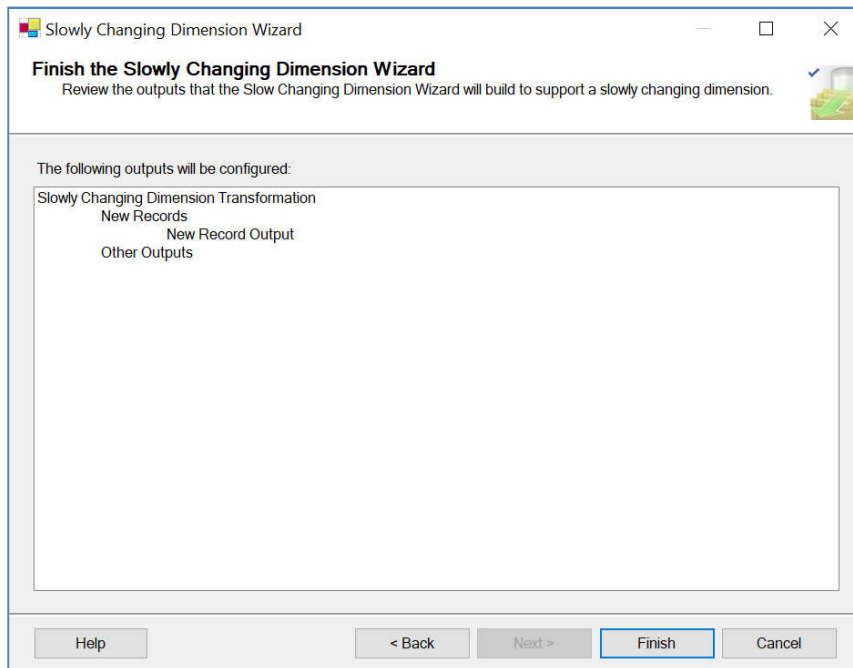 Slowly Changing Dimension Wizard
Finish the Slowly Changing Dimension Wizard
Review the outputs that the Slow Changing Dimension Wizard will build to support a slowly changing dimension.
The following outputs will be configured:
Slowly Changing Dimension Transformation
New Records
New Record Output
Other Outputs
Help < Back Next > Finish Cancel